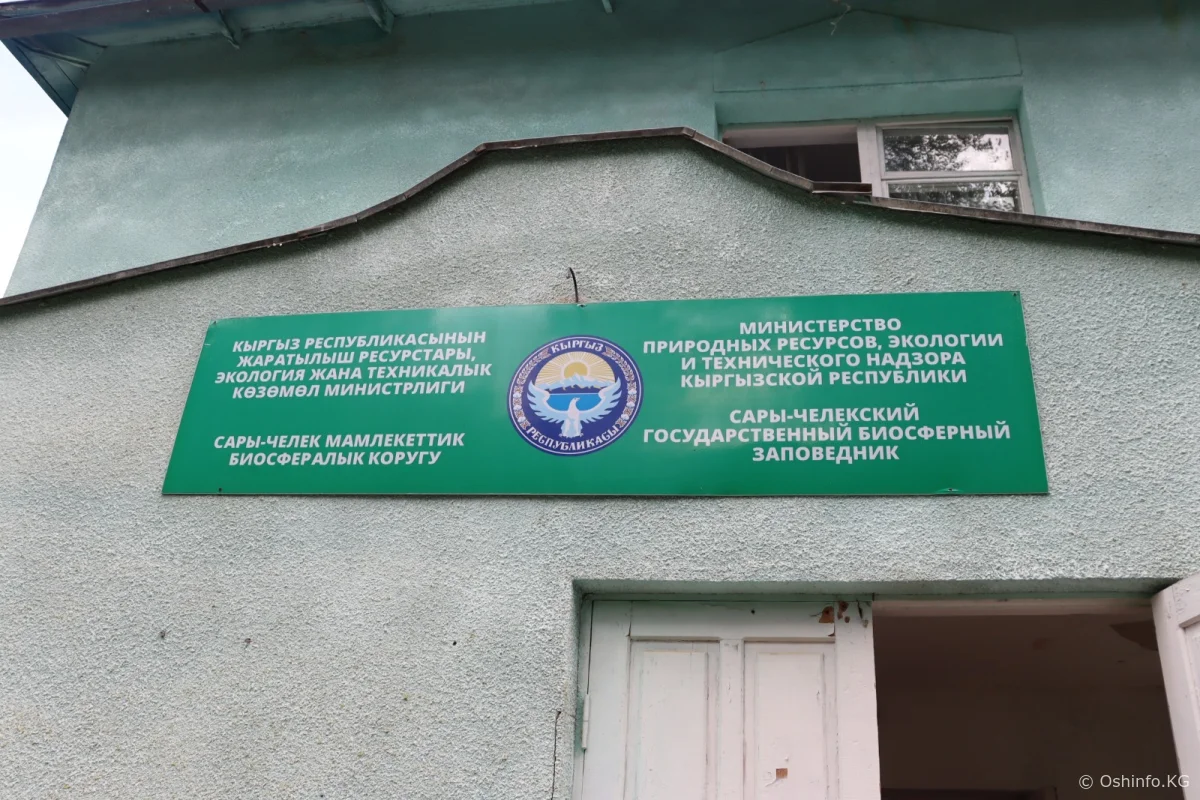 КЫРГЫЗ РЕСПУБЛИКАСЫНЫН
ЖАРАТЫЛЫШ РЕСУРСТАРЫ,
ЭКОЛОГИЯ ЖАНА ТЕХНИКАЛЫК
КӨЗӨМӨЛ МИНИСТРЛИГИ
САРЫ-ЧЕЛЕК МАМЛЕКЕТТИК
БИОСФЕРАЛЫК КОРУГУ
КЫРГЫЗ
РЕСПУБЛИКАСЫ
МИНИСТЕРСТВО
ПРИРОДНЫХ РЕСУРСОВ, ЭКОЛОГИИ
И ТЕХНИЧЕСКОГО НАДЗОРА
КЫРГЫЗСКОЙ РЕСПУБЛИКИ
САРЫ-ЧЕЛЕКСКИЙ
ГОСУДАРСТВЕННЫЙ БИОСФЕРНЫЙ
ЗАПОВЕДНИК
© Oshinfo.KG